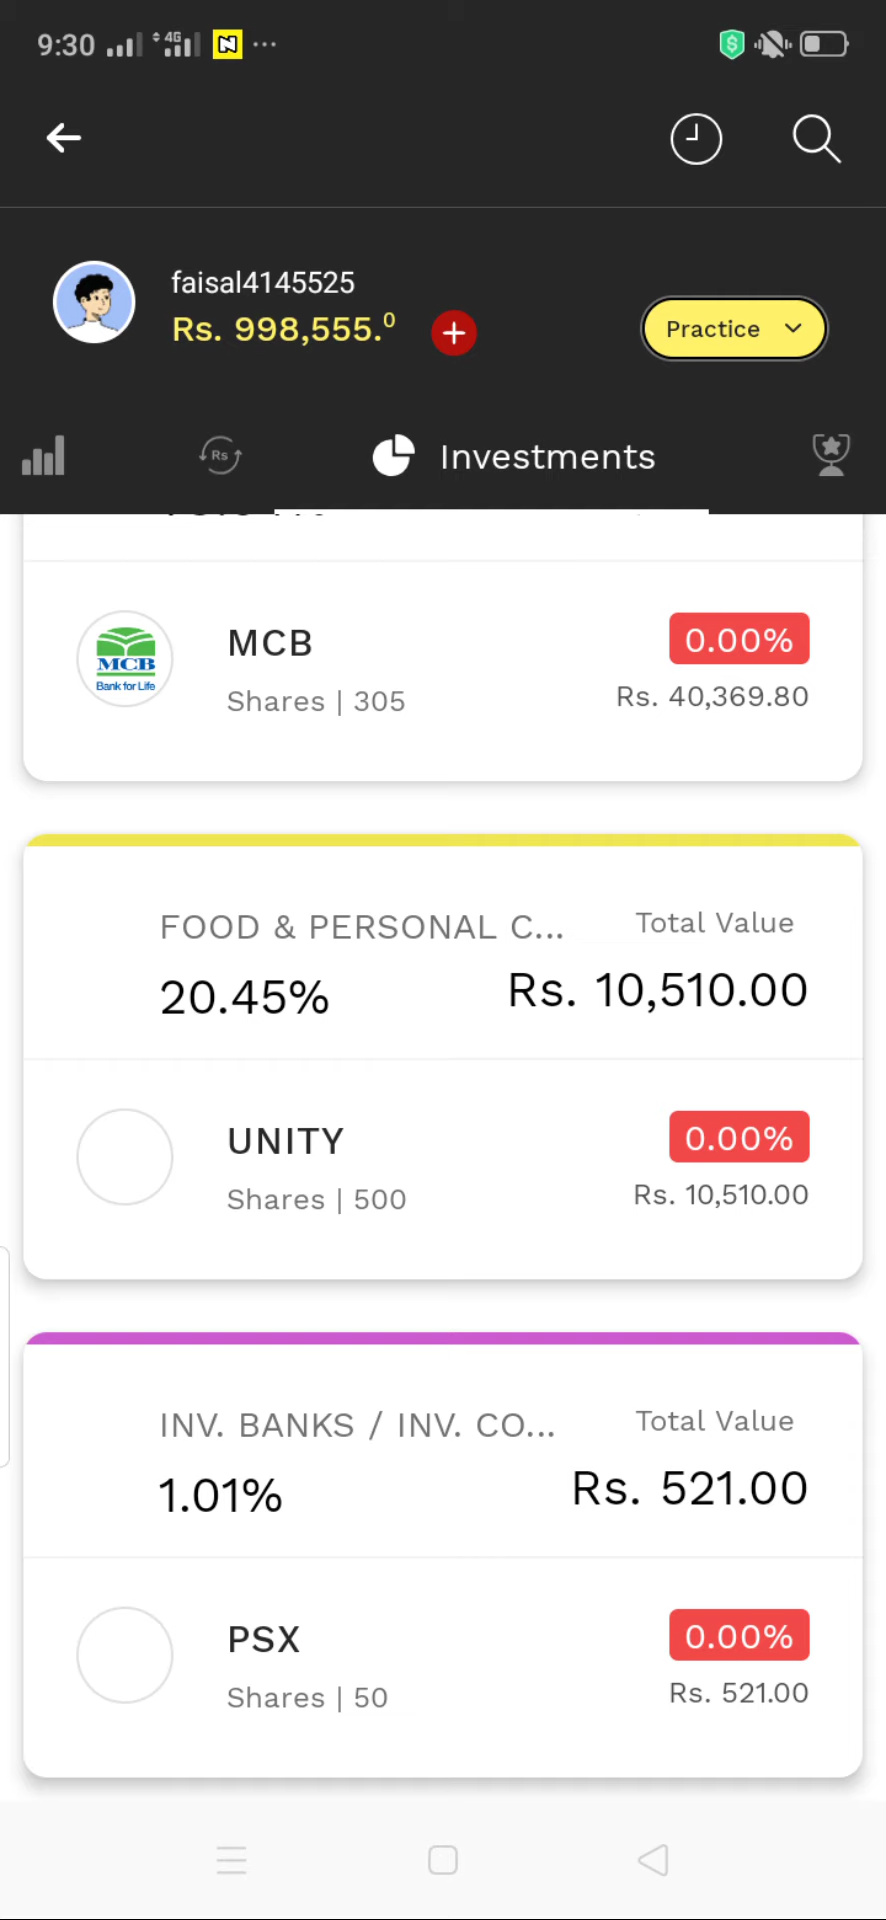 9:30 4G N ...
faisal4145525
Rs. 998,555.0
Practice
Rs
Investments
MCB
MCB
Bank for Life
0.00%
Shares | 305
Rs. 40,369.80
FOOD & PERSONAL C...
Total Value
20.45%
Rs. 10,510.00
UNITY
0.00%
Shares | 500
Rs. 10,510.00
INV. BANKS / INV. CO...
Total Value
1.01%
Rs. 521.00
PSX
0.00%
Shares | 50
Rs. 521.00